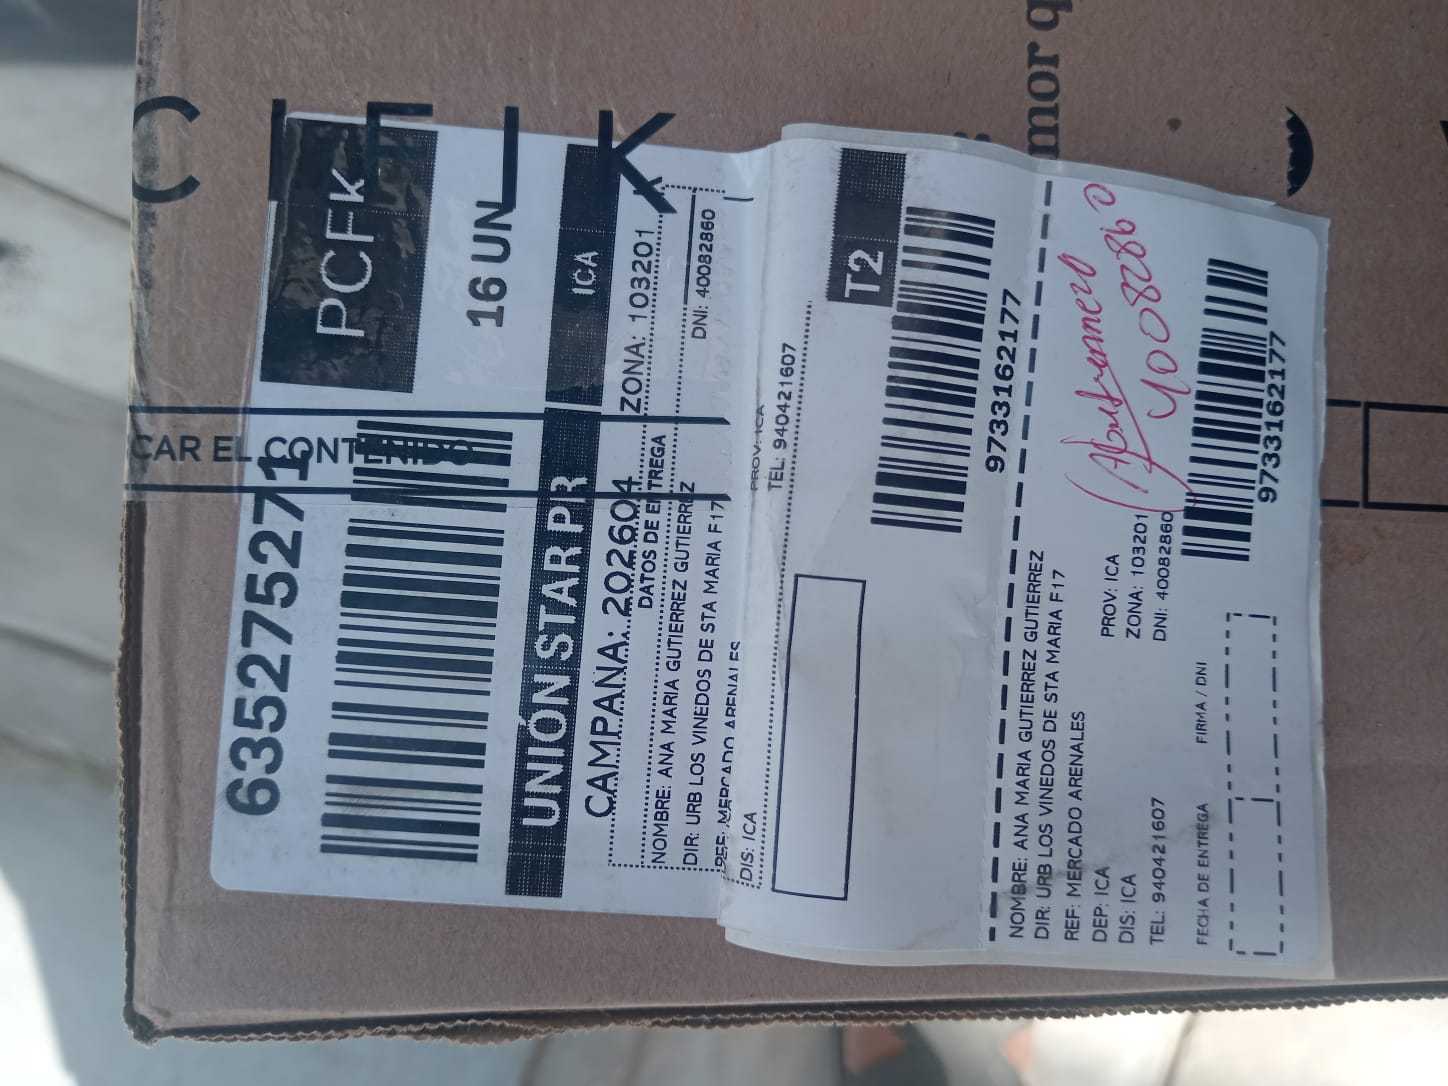 mor q
PCFK
16 UN
CAR EL CONTENIDO
6352775271
UNIÓN STAR PR
ICA
CAMPAÑA: 202604
ZONA: 103201
DATOS DE ENTREGA
NOMBRE: ANA MARIA GUTIERREZ GUTIERREZ
DNI: 40082860
DIR: URB LOS VINEDOS DE STA MARIA F17
REF: MERCADO ARENALES
DIS: ICA
PROV: ICA
TEL: 940421607
T2
9733162177
NOMBRE: ANA MARIA GUTIERREZ GUTIERREZ
DIR: URB LOS VINEDOS DE STA MARIA F17
REF: MERCADO ARENALES
DEP: ICA
PROV: ICA
DIS: ICA
ZONA: 103201
TEL: 940421607
DNI: 40082860
40082860
FECHA DE ENTREGA
FIRMA / DNI
9733162177